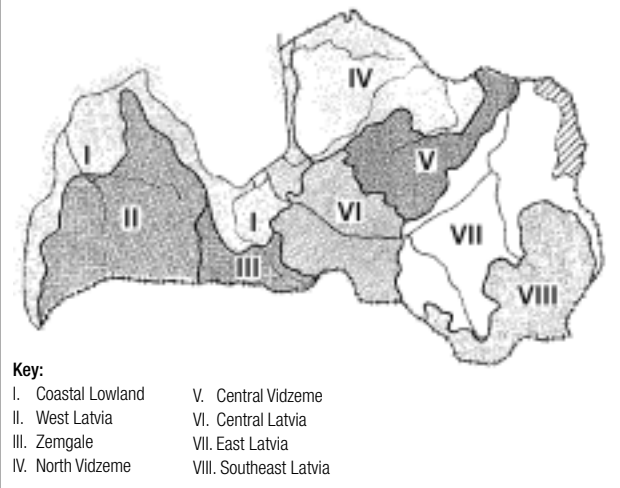 IV
I
V
II
VI
I
VII
III
VIII
Key:
I. Coastal Lowland
II. West Latvia
III. Zemgale
IV. North Vidzeme
V. Central Vidzeme
VI. Central Latvia
VII. East Latvia
VIII. Southeast Latvia